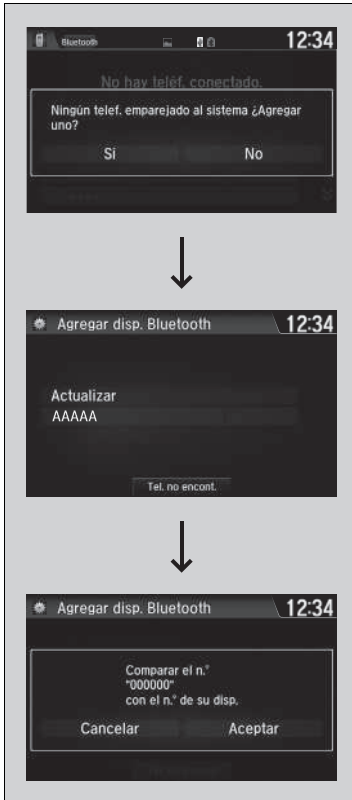 Bluetooth
12:34
No hay teléf. conectado.
Ningún telef. emparejado al sistema ¿Agregar
uno?
Si
No
Agregar disp. Bluetooth
12:34
Actualizar
AAAAA
Tel. no encont.
Agregar disp. Bluetooth
12:34
Comparar el n.°
"000000"
con el n.° de su disp.
Cancelar
Aceptar